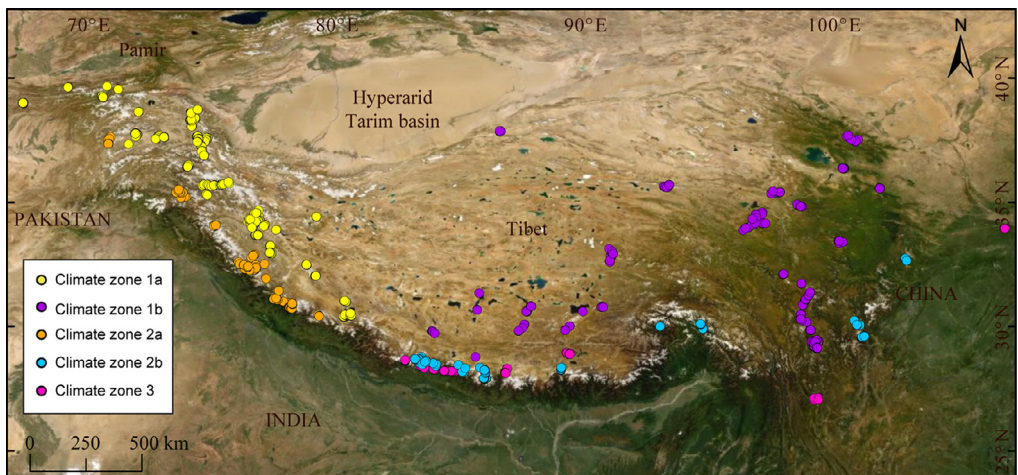 70°E 80°E 90°E 100°E
Pamir
N
40°N
Hyperarid
Tarim basin
35°N
PAKISTAN
Tibet
Climate zone 1a
Climate zone 1b
Climate zone 2a
Climate zone 2b
Climate zone 3
CHINA
30°N
INDIA
0 250 500 km
25°N